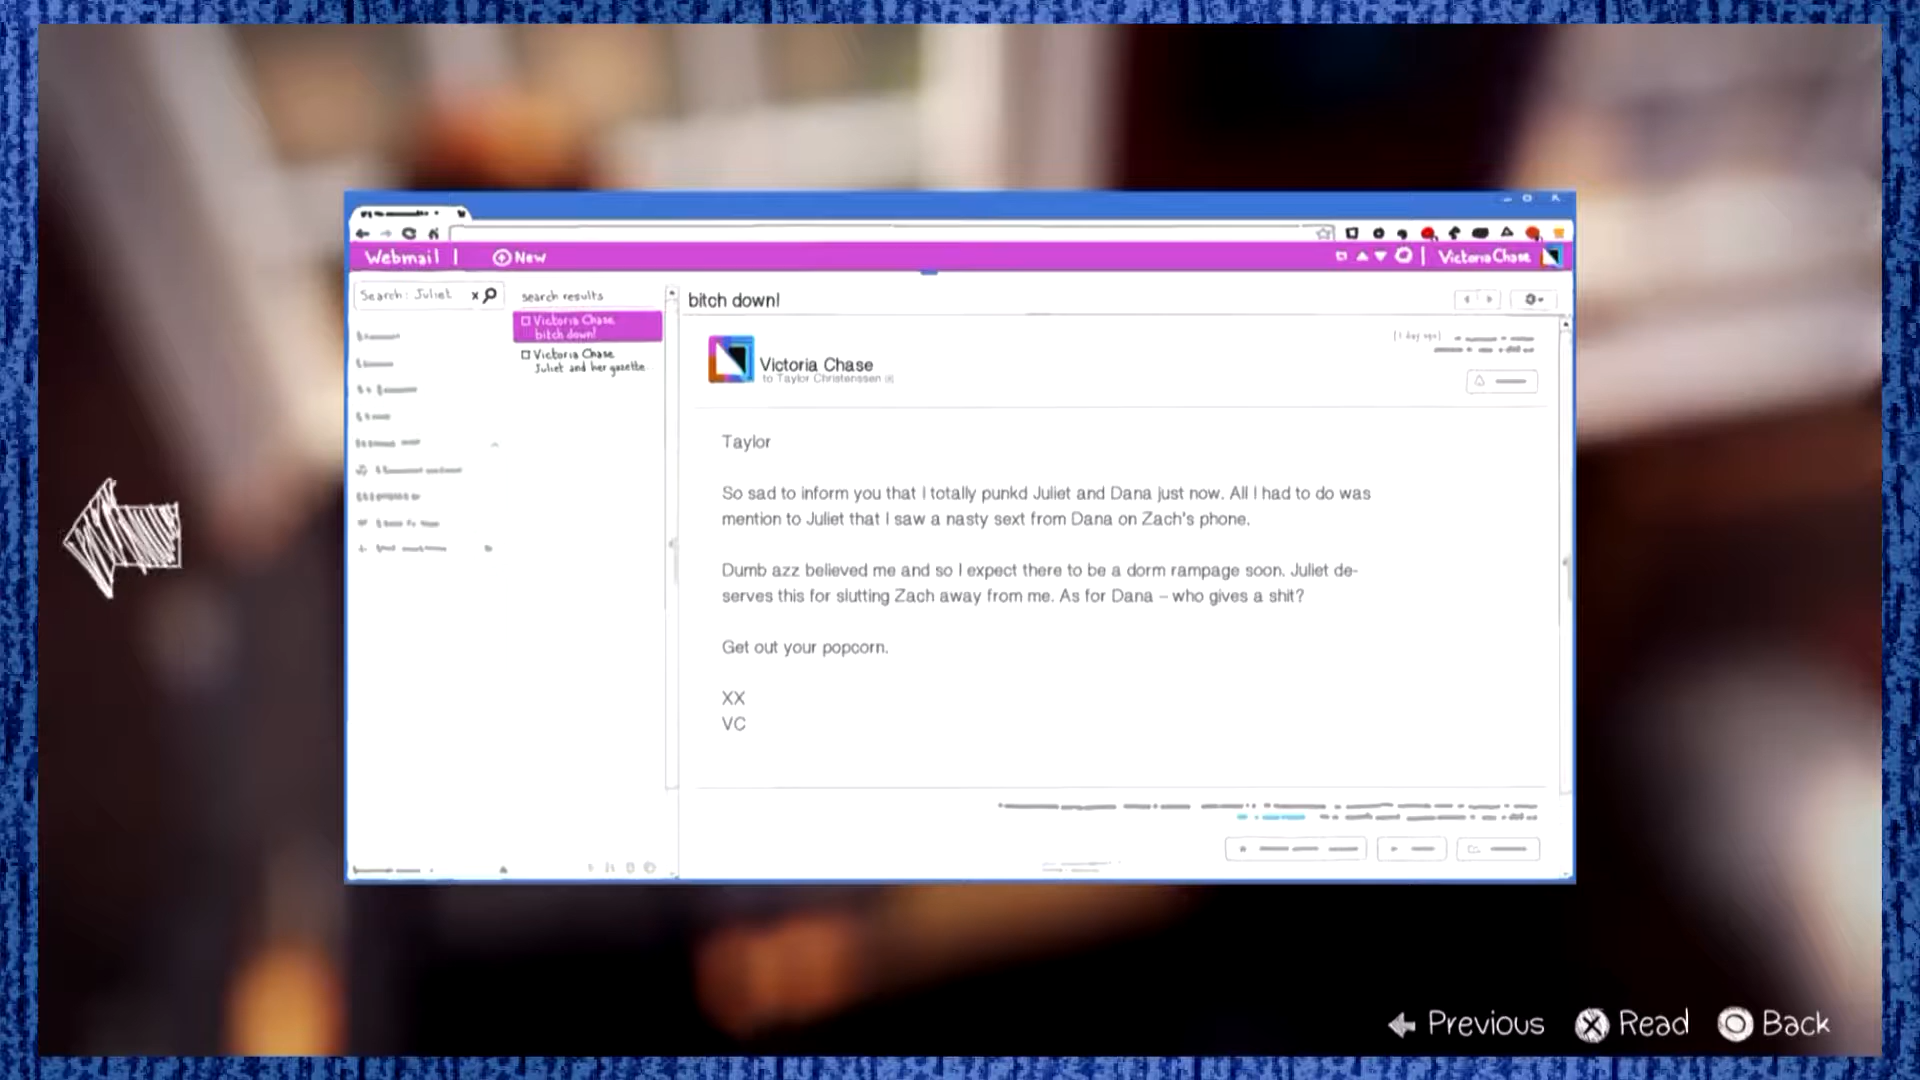 Webmail |
New
Victoria Chase
Search: Juliet x
search results
Victoria Chase
bitch down!
Victoria Chase
Juliet and her gazette
bitch down!
Victoria Chase
to Taylor Christenssen
Taylor
So sad to inform you that I totally punkd Juliet and Dana just now. All I had to do was
mention to Juliet that I saw a nasty sext from Dana on Zach's phone.
Dumb azz believed me and so I expect there to be a dorm rampage soon. Juliet de-
serves this for slutting Zach away from me. As for Dana – who gives a shit?
Get out your popcorn.
XX
VC
Previous
Read
Back